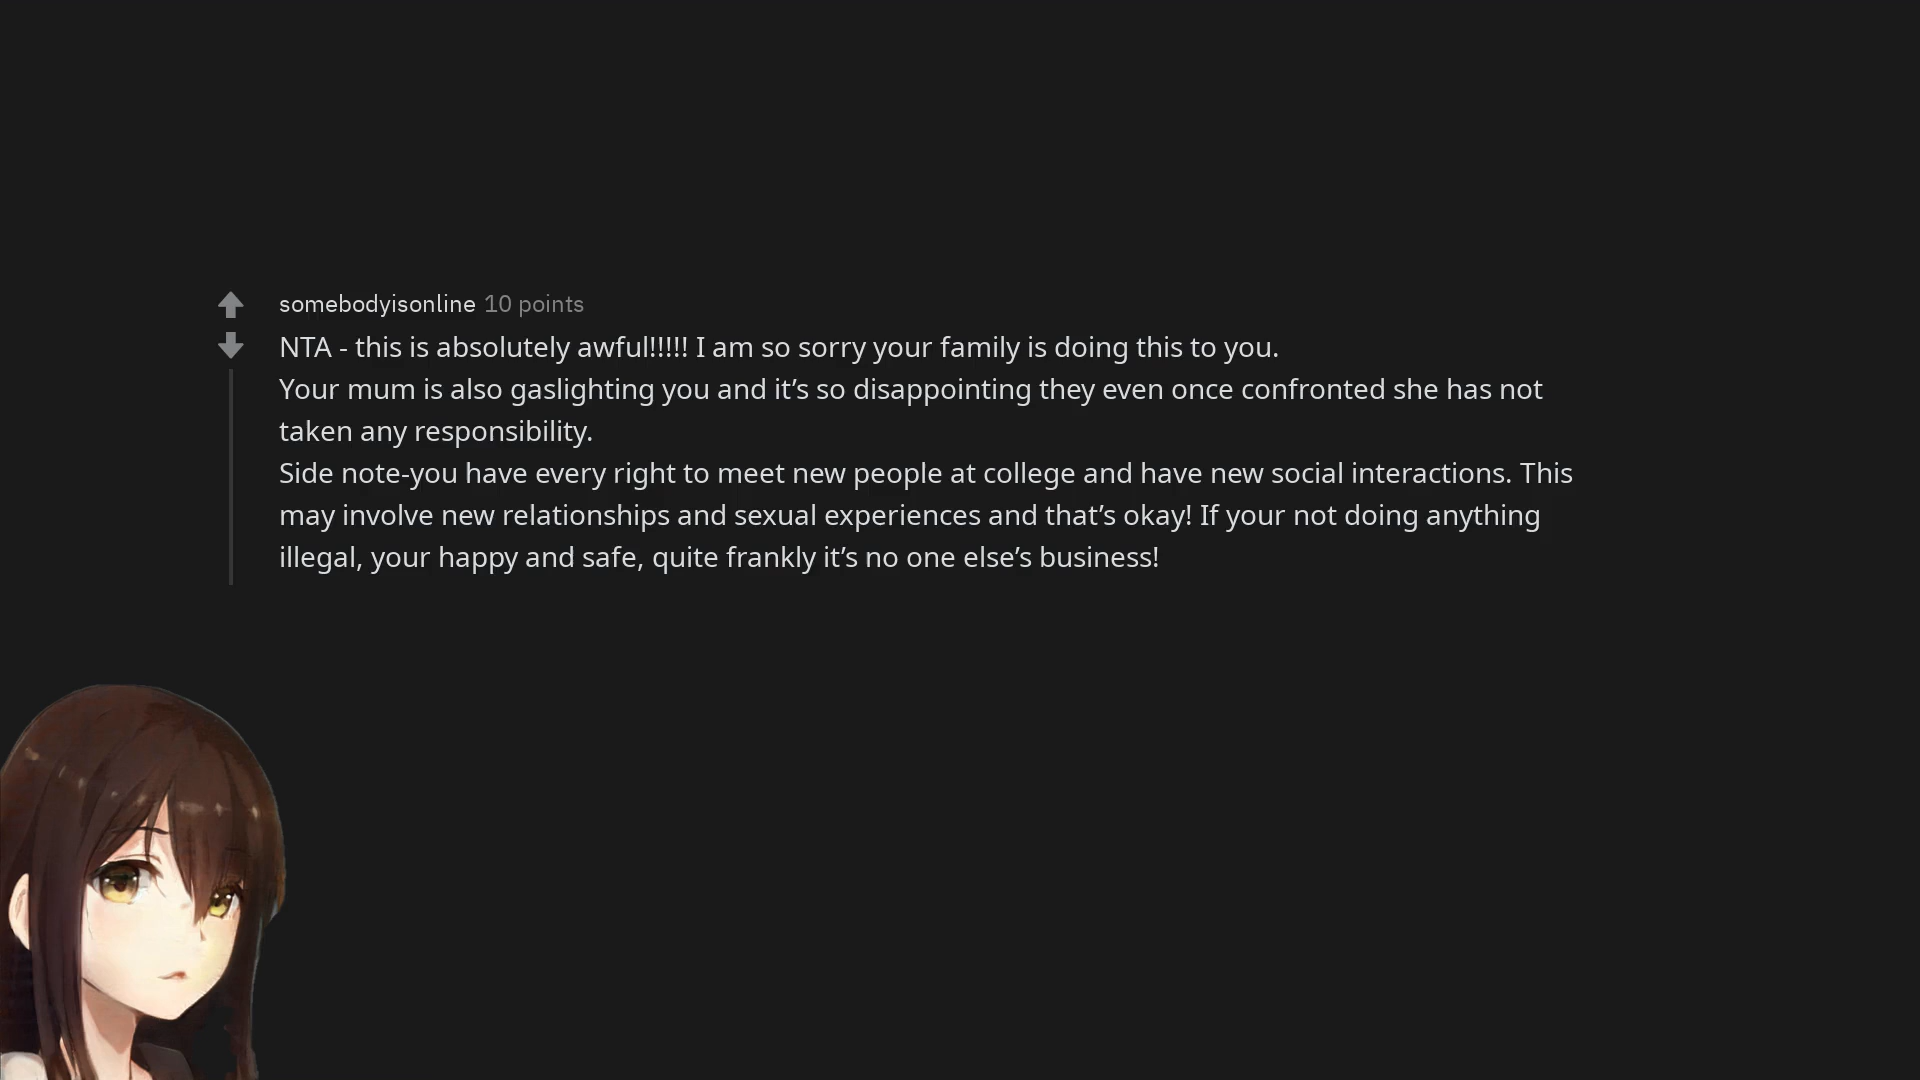 somebodyisonline 10 points
NTA - this is absolutely awful!!!!! I am so sorry your family is doing this to you.
Your mum is also gaslighting you and it’s so disappointing they even once confronted she has not
taken any responsibility.
Side note-you have every right to meet new people at college and have new social interactions. This
may involve new relationships and sexual experiences and that’s okay! If your not doing anything
illegal, your happy and safe, quite frankly it’s no one else’s business!